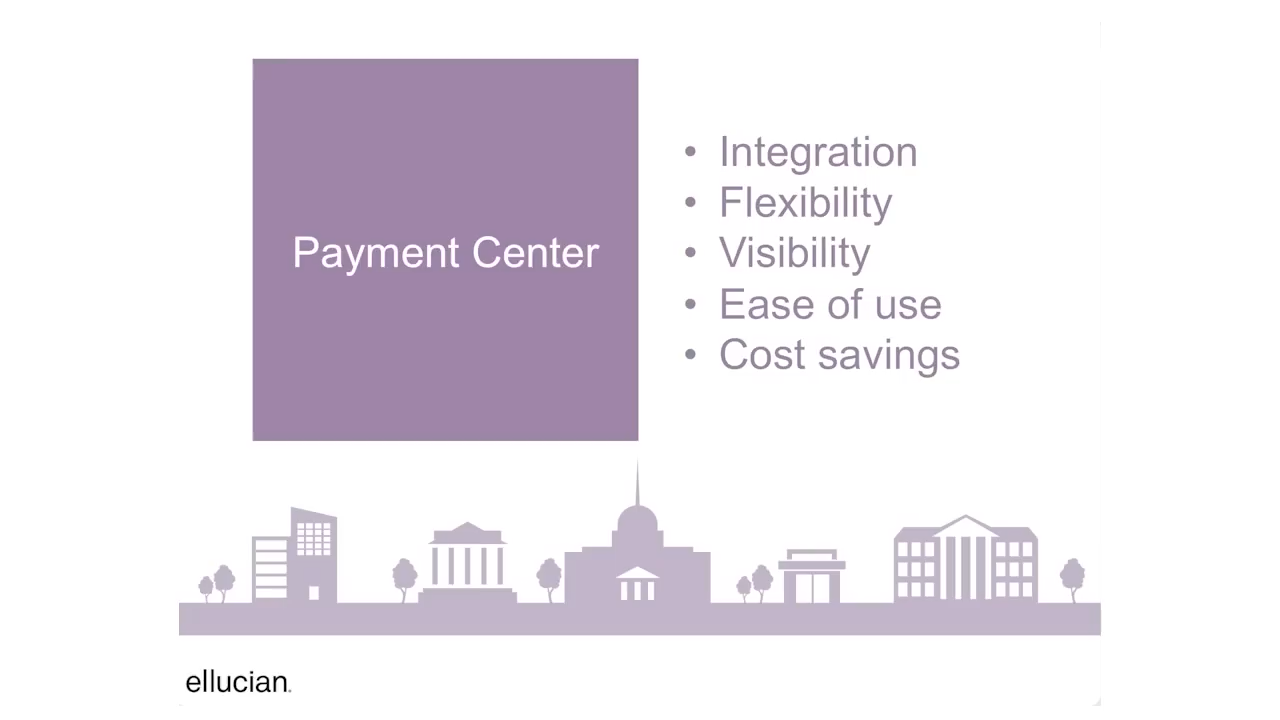 Payment Center
• Integration
• Flexibility
• Visibility
• Ease of use
• Cost savings
ellucian.